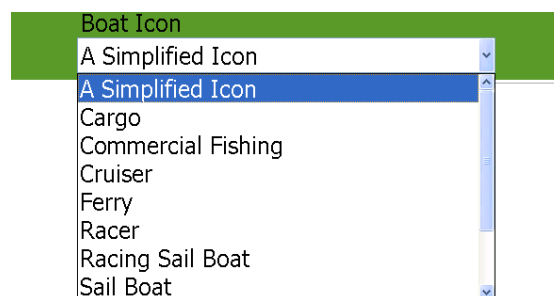 Boat Icon
A Simplified Icon
A Simplified Icon
Cargo
Commercial Fishing
Cruiser
Ferry
Racer
Racing Sail Boat
Sail Boat